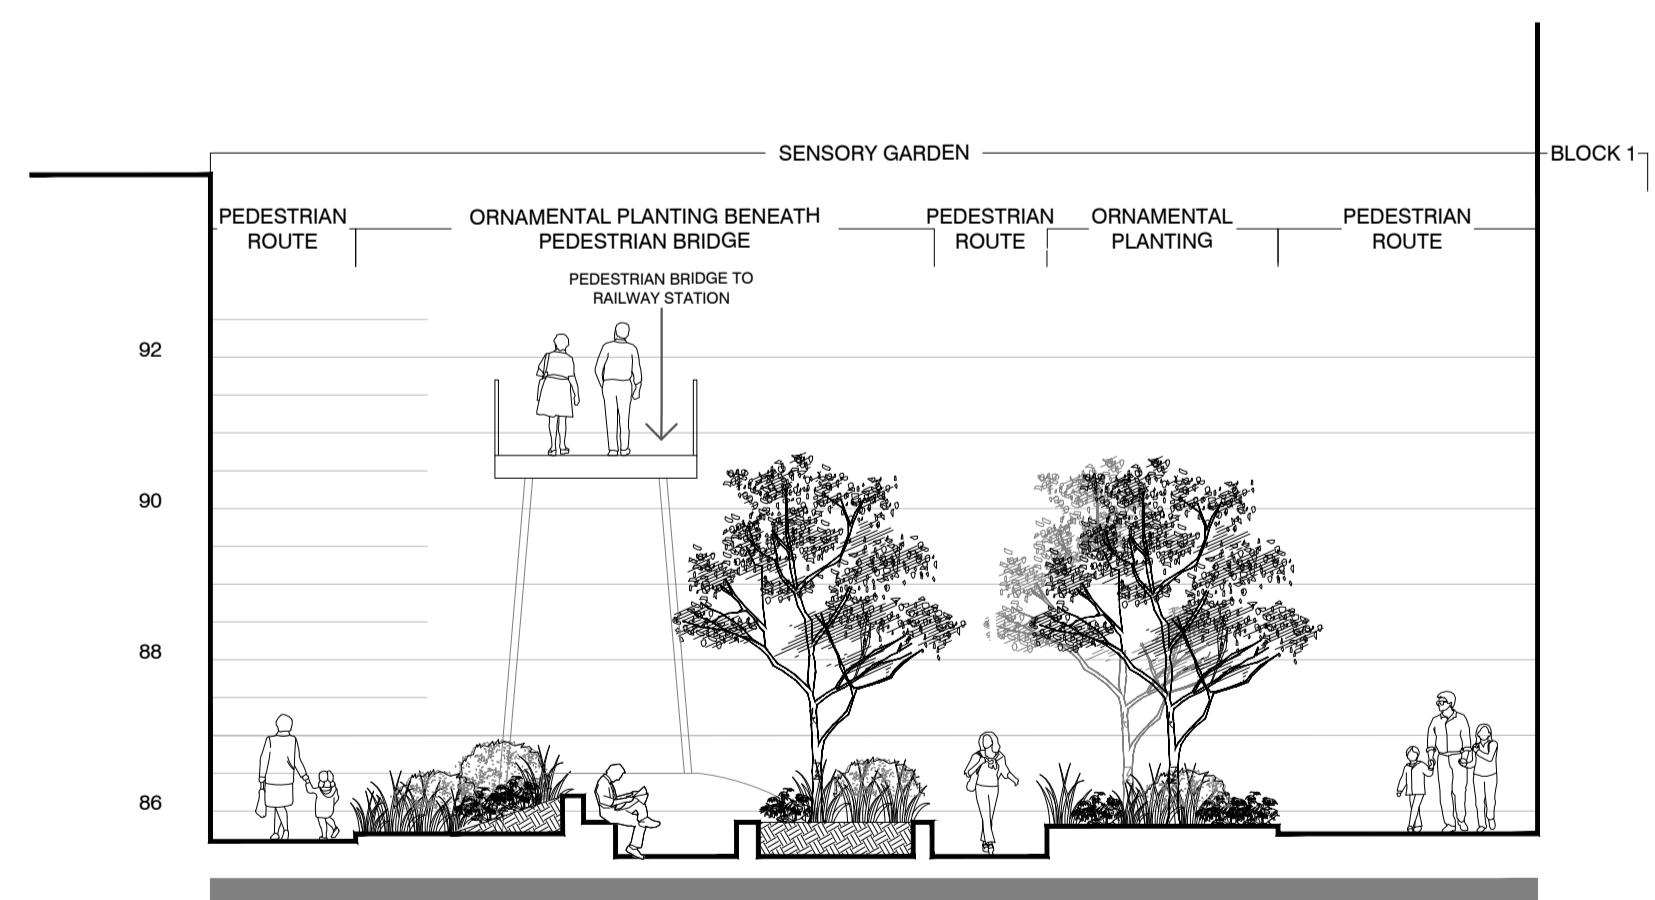 SENSORY GARDEN
BLOCK 1
PEDESTRIAN
ROUTE
ORNAMENTAL PLANTING BENEATH
PEDESTRIAN BRIDGE
PEDESTRIAN
ROUTE
ORNAMENTAL
PLANTING
PEDESTRIAN
ROUTE
PEDESTRIAN BRIDGE TO
RAILWAY STATION
92
90
88
86